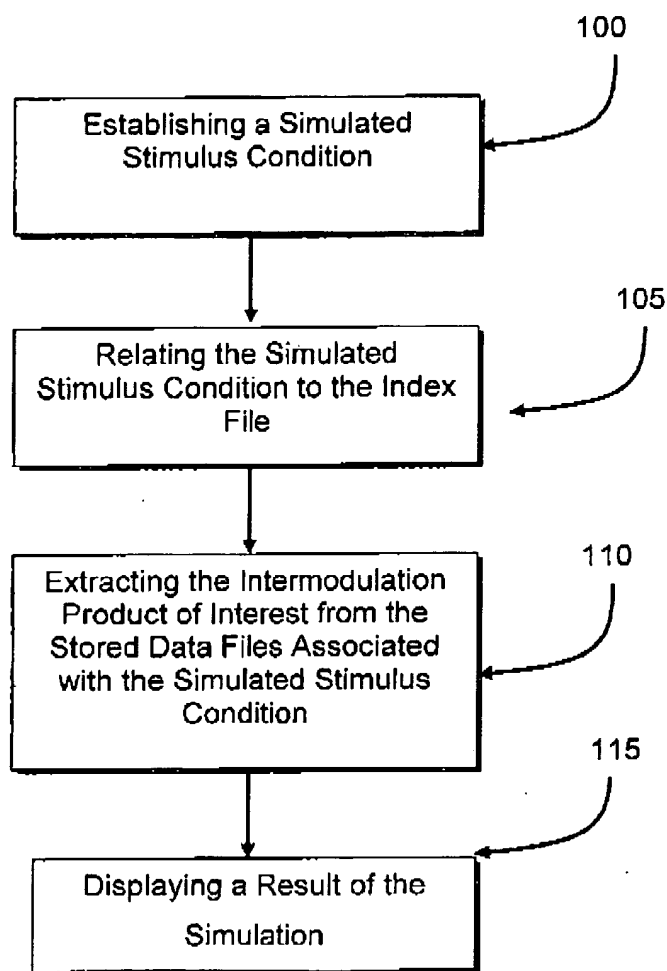 100
Establishing a Simulated
Stimulus Condition
105
Relating the Simulated
Stimulus Condition to the Index
File
110
Extracting the Intermodulation
Product of Interest from the
Stored Data Files Associated
with the Simulated Stimulus
Condition
115
Displaying a Result of the
Simulation